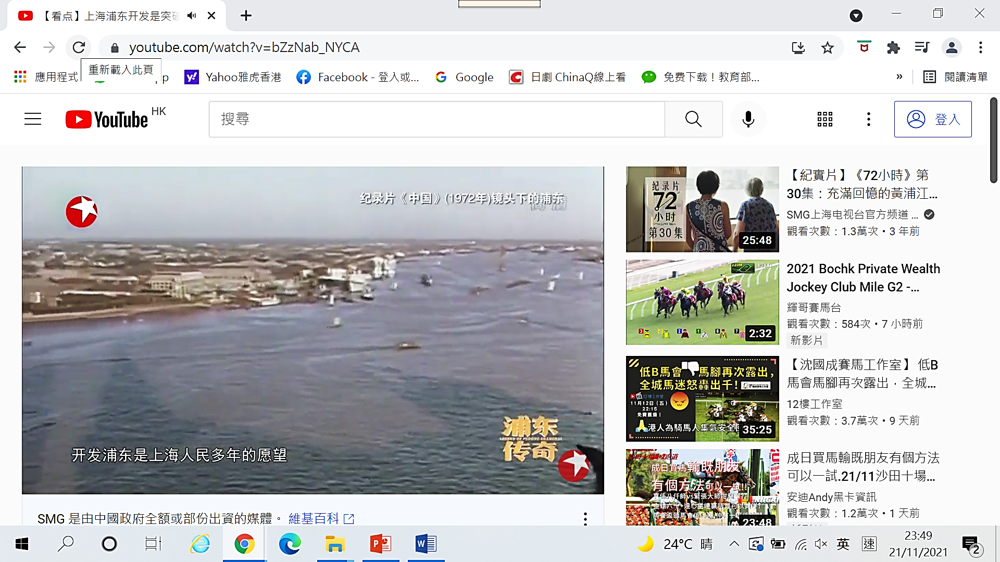 【看点】上海浦东开发是突破
youtube.com/watch?v=bZzNab_NYCA
應用程式
重新載入此頁
p
Yahoo雅虎香港
Facebook - 登入或...
Google
日劇 ChinaQ線上看
免费下载！教育部...
»
閱讀清單
YouTube HK
搜尋
登入
纪录片《中国》(1972年)镜头下的浦东
开发浦东是上海人民多年的愿望
浦东
LEGEND OF PUDONG SHANGHAI
传奇
SMG 是由中國政府全額或部份出資的媒體。 維基百科
纪录片
72
小时
第30集
25:48
【紀實片】《72小時》第
30集：充滿回憶的黃浦江...
SMG上海电视台官方频道 ...
觀看次數：1.3萬次 • 3 年前
220M
2:32
2021 Bochk Private Wealth
Jockey Club Mile G2 -...
輝哥賽馬台
觀看次數：584次 • 7 小時前
新影片
低B馬會 馬腳再次露出，
全城馬迷怒轟出千！
12樓工作室
11月12日（五）
22:15
免費直播！
港人為騎馬人集氣安全回
35:25
【沈國成賽馬工作室】 低B
馬會馬腳再次露出，全城...
12樓工作室
觀看次數：3.7萬次 • 9 天前
成日買馬輸既朋友
有個方法可以一試!!
23:48
成日買馬輸既朋友有個方法
可以一試.21/11沙田十場...
安迪Andy黑卡資訊
觀看次數：1.2萬次 • 1 天前
24°C 晴
英
速
23:49
21/11/2021
2